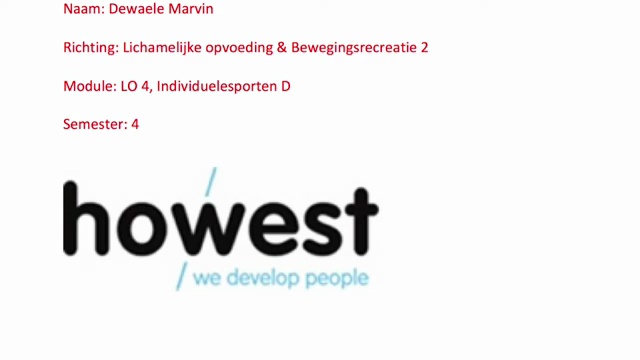 Naam: Dewaele Marvin
Richting: Lichamelijke opvoeding & Bewegingsrecreatie 2
Module: LO 4, Individuelesporten D
Semester: 4
howest
we develop people